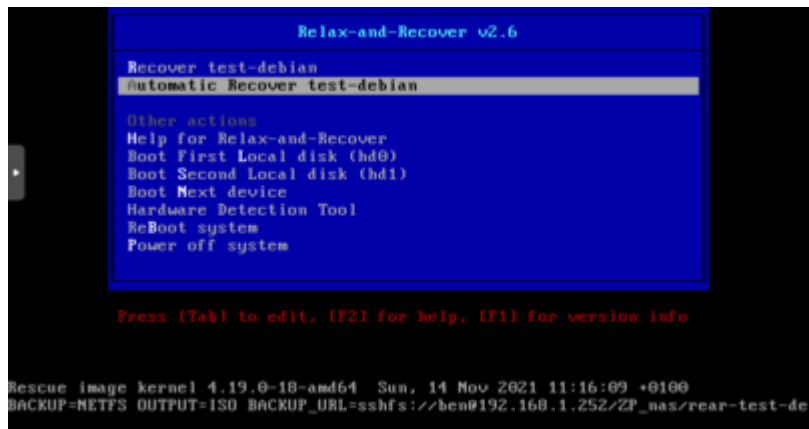 Relax-and-Recover v2.6
Recover test-debian
Automatic Recover test-debian
Other actions
Help for Relax-and-Recover
Boot First Local disk (hd0)
Boot Second Local disk (hd1)
Boot Next device
Hardware Detection Tool
ReBoot system
Power off system
Press [Tab] to edit, [F2] for help, [F1] for version info
Rescue image kernel 4.19.0-18-amd64 Sun, 14 Nov 2021 11:16:09 +0100
BACKUP=NETFS OUTPUT=ISO BACKUP_URL=sshfs://ben@192.168.1.252/ZP_nas/rear-test-de